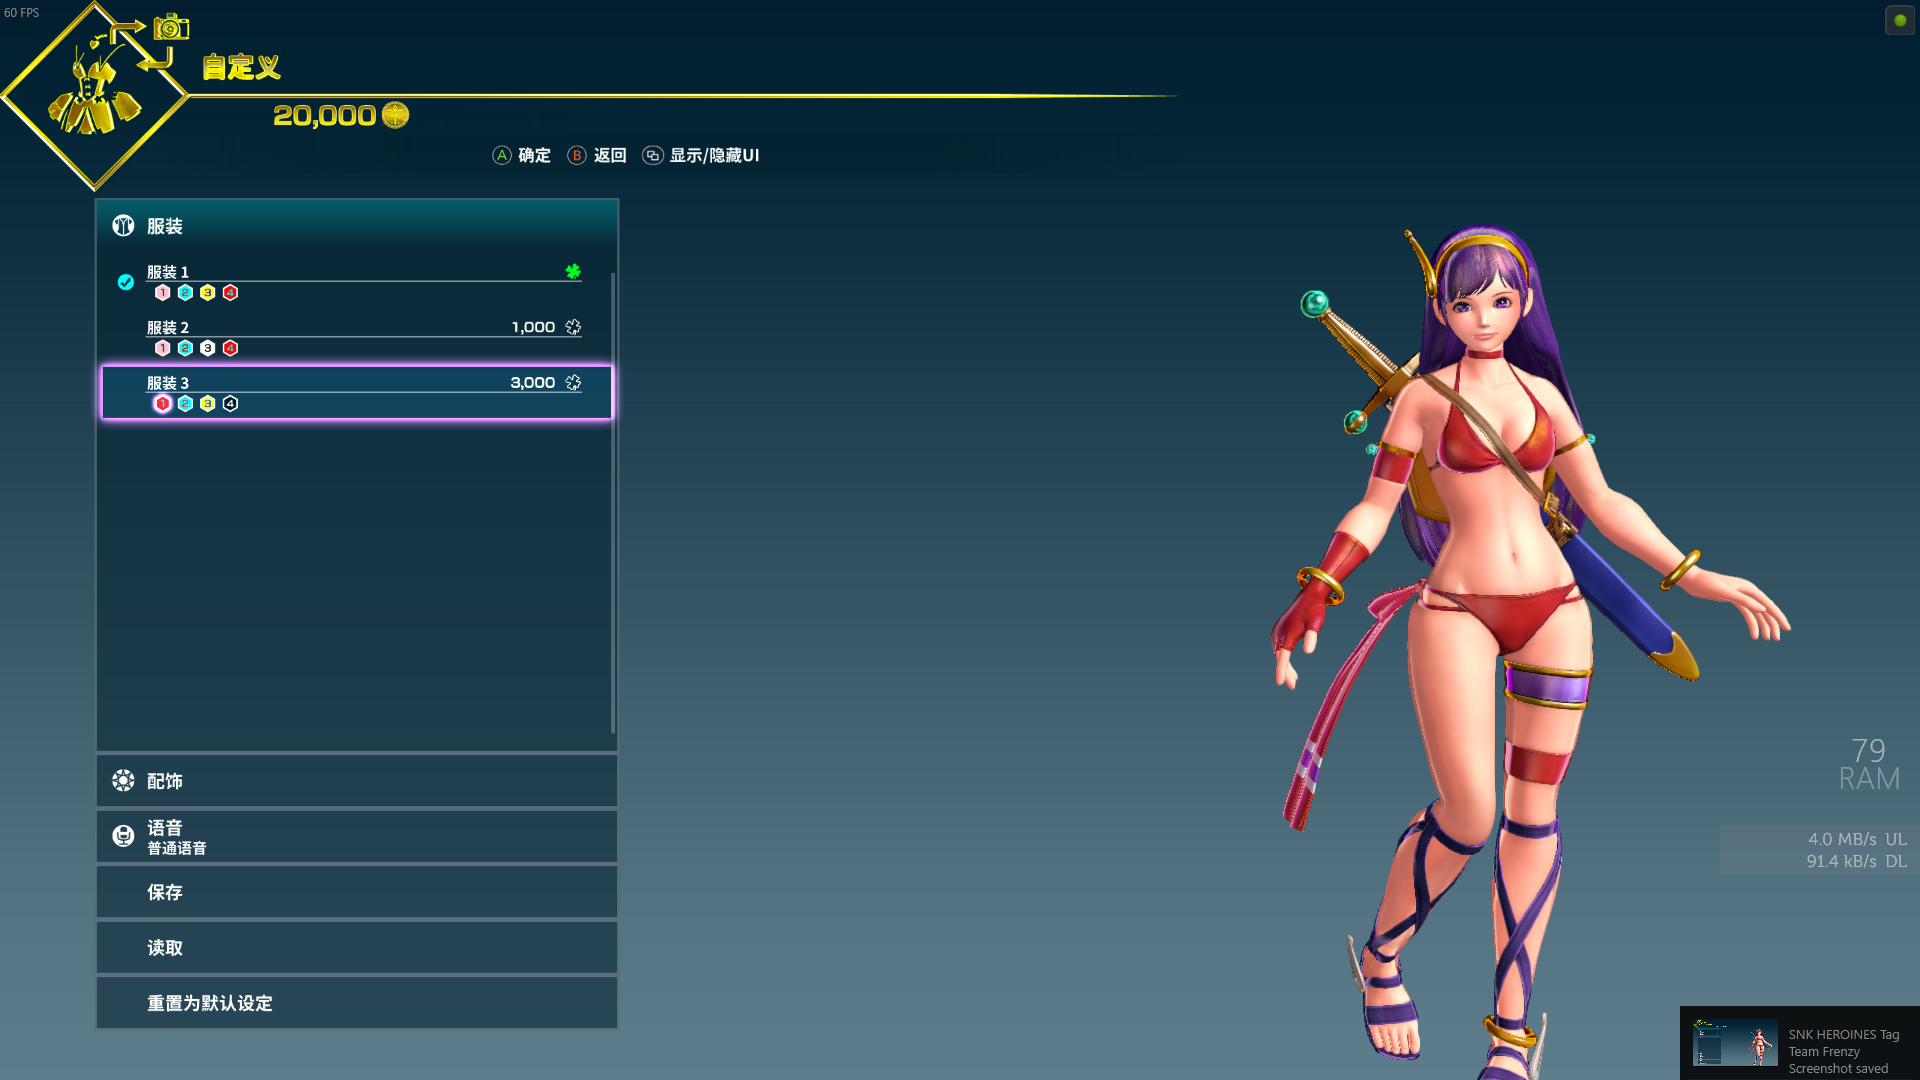 60 FPS
自定义
20,000
A 确定 B 返回 显示/隐藏UI
服装
服装 1
1 2 3 4
服装 2 1,000
1 2 3 4
服装 3 3,000
1 2 3 4
配饰
语音
普通语音
保存
读取
重置为默认设定
79
RAM
4.0 MB/s UL
91.4 kB/s DL
SNK HEROINES Tag
Team Frenzy
Screenshot saved